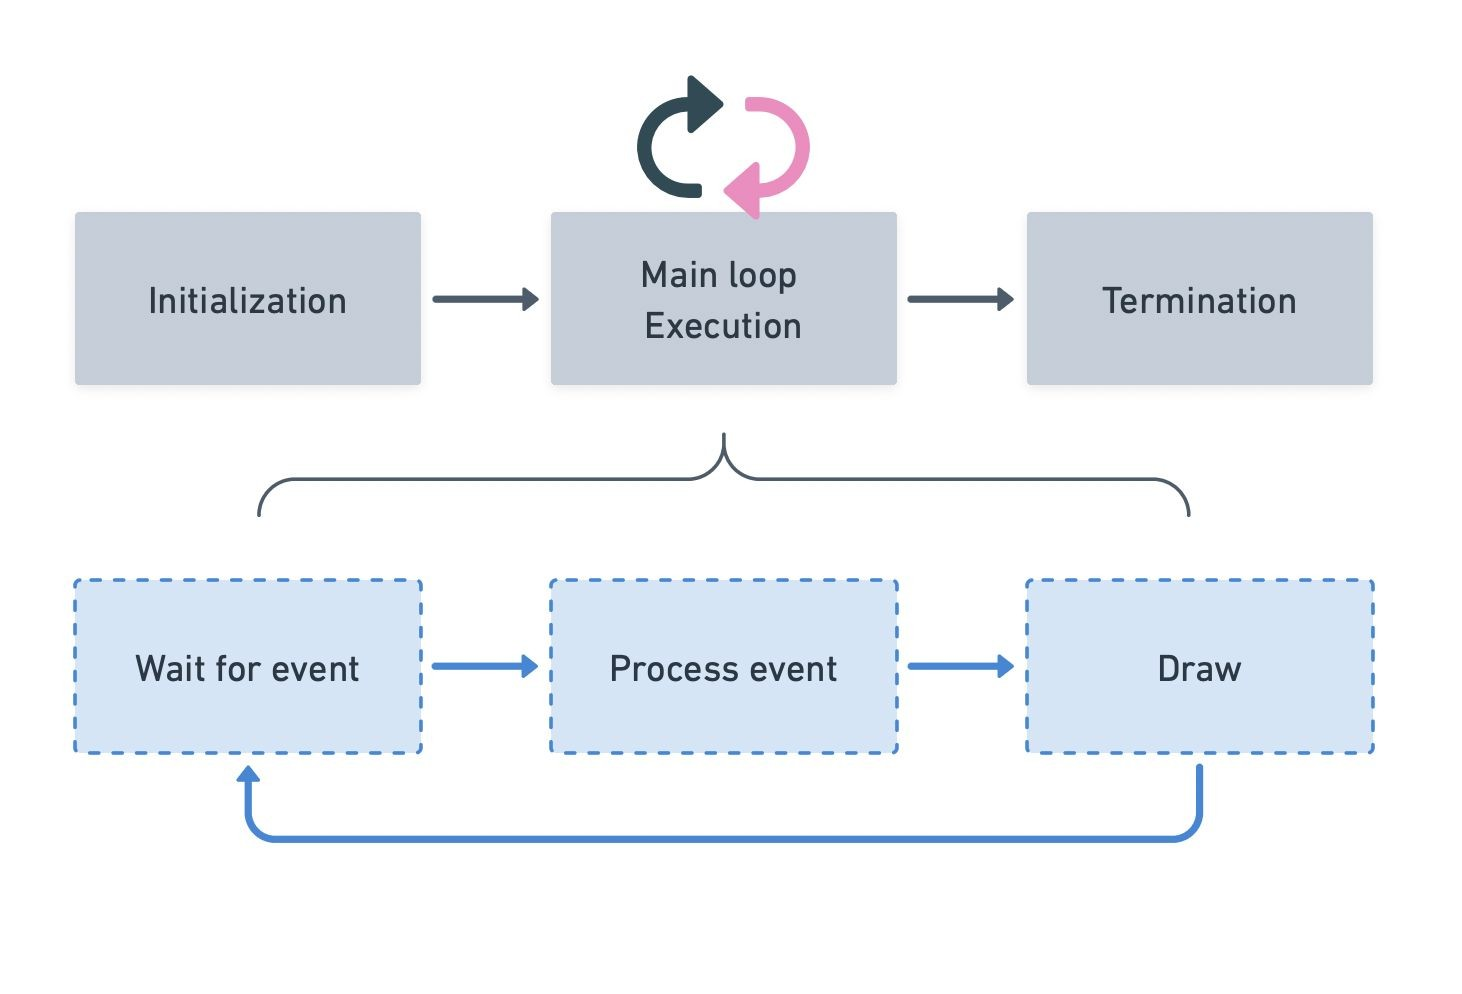 Initialization
Main loop
Execution
Termination
Wait for event
Process event
Draw